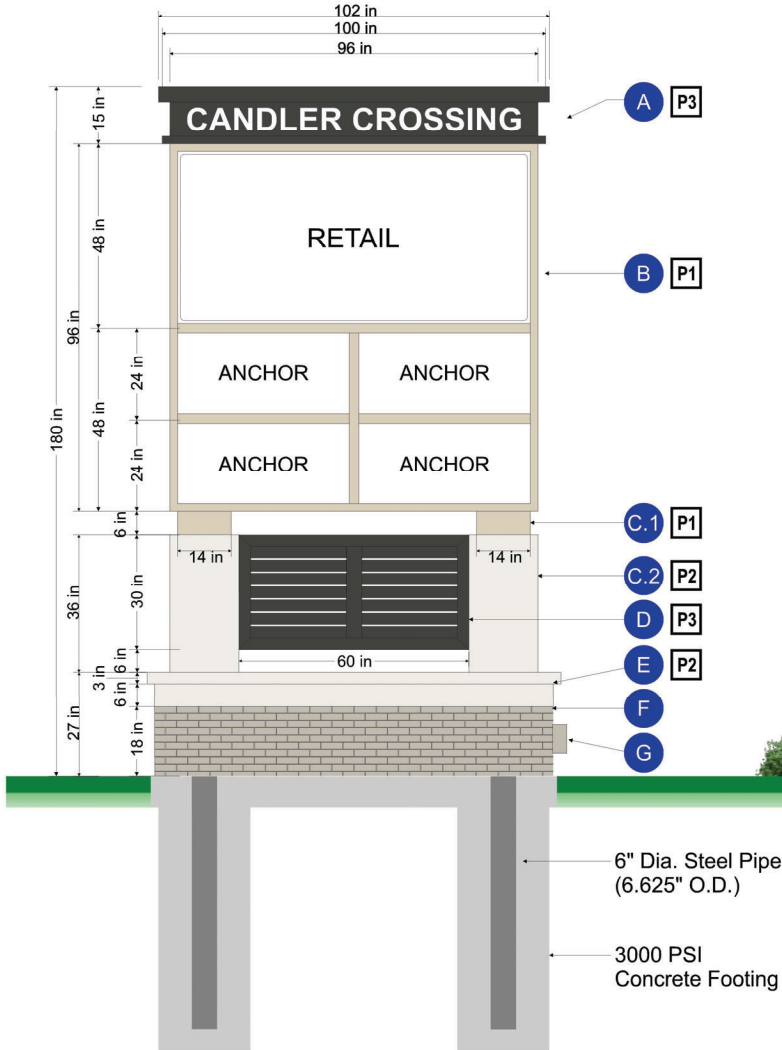 102 in
100 in
96 in
15 in
CANDLER CROSSING
A P3
48 in
RETAIL
B P1
96 in
180 in
48 in
24 in
ANCHOR ANCHOR
24 in
ANCHOR ANCHOR
6 in
C.1 P1
14 in 14 in
C.2 P2
36 in
30 in
D P3
6 in
60 in
E P2
3 in
6 in
F
27 in
18 in
G
6" Dia. Steel Pipe
(6.625" O.D.)
3000 PSI
Concrete Footing